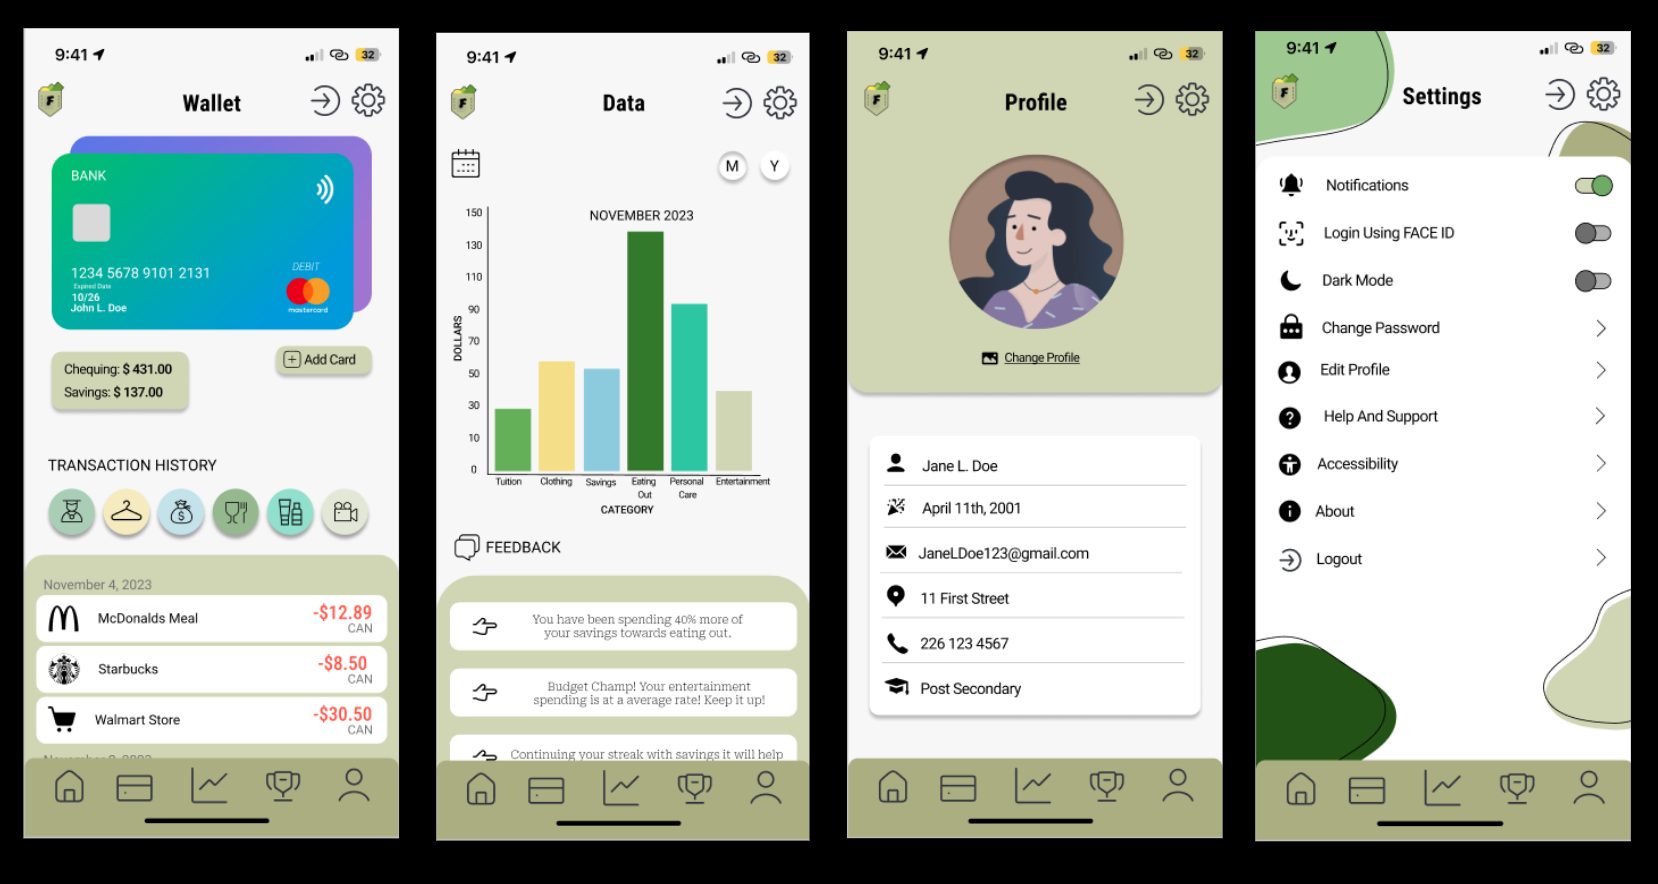 9:41
32
F
Wallet
BANK
1234 5678 9101 2131
Expired Date
10/26
John L. Doe
DEBIT
mastercard
Chequing: $ 431.00
Savings: $ 137.00
Add Card
TRANSACTION HISTORY
November 4, 2023
McDonalds Meal
-$12.89
CAN
Starbucks
-$8.50
CAN
Walmart Store
-$30.50
CAN
9:41
32
F
Data
M
Y
NOVEMBER 2023
DOLLARS
150
130
110
90
70
50
30
10
0
Tuition
Clothing
Savings
Eating
Out
Personal
Care
Entertainment
CATEGORY
FEEDBACK
You have been spending 40% more of
your savings towards eating out.
Budget Champ! Your entertainment
spending is at a average rate! Keep it up!
Continuing your streak with savings it will help
9:41
32
F
Profile
Change Profile
Jane L. Doe
April 11th, 2001
JaneLDoe123@gmail.com
11 First Street
226 123 4567
Post Secondary
9:41
32
F
Settings
Notifications
Login Using FACE ID
Dark Mode
Change Password
Edit Profile
Help And Support
Accessibility
About
Logout